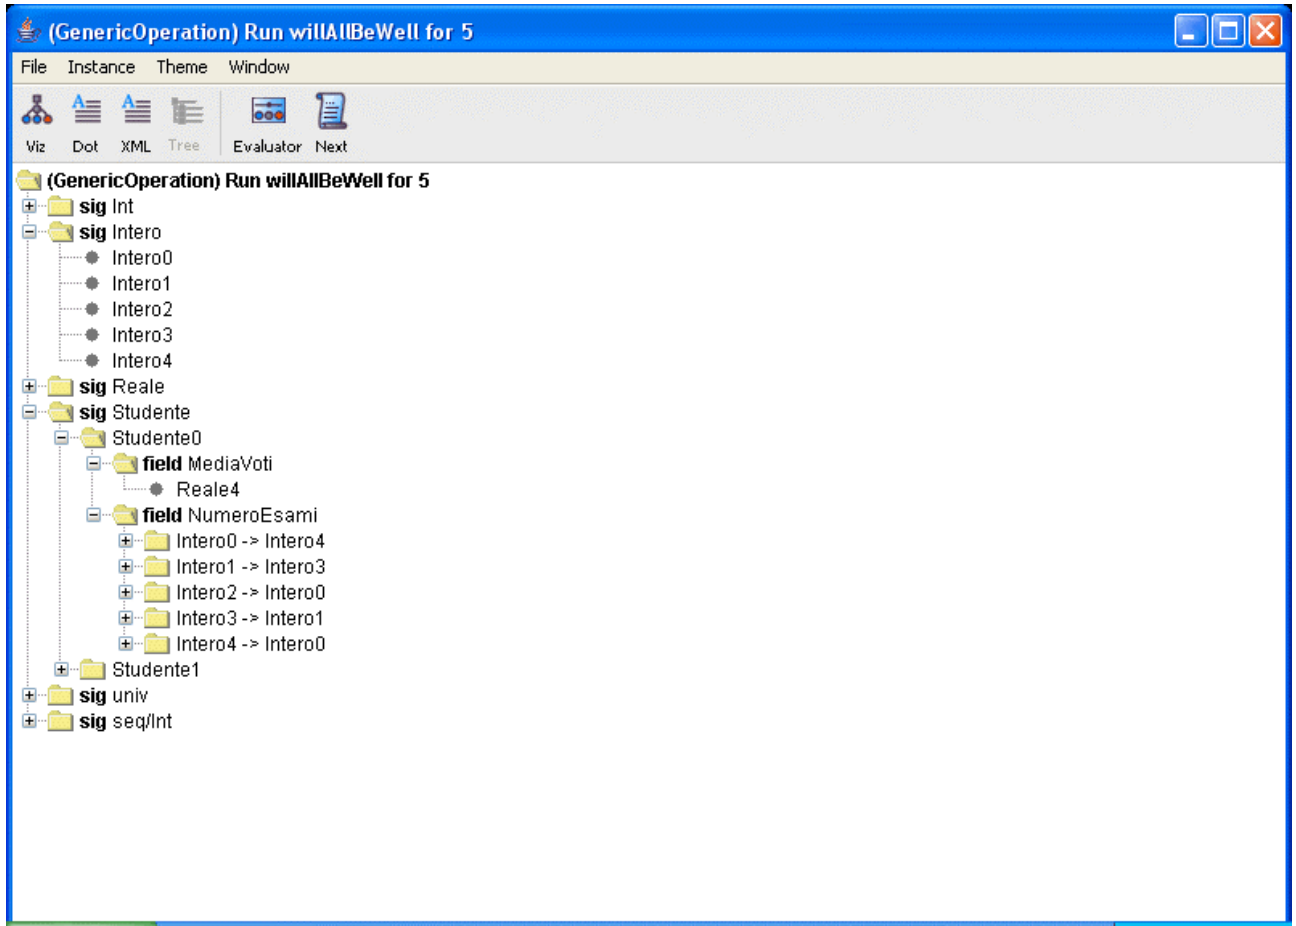 (GenericOperation) Run willAllBeWell for 5
File Instance Theme Window
Viz Dot XML Tree Evaluator Next
(GenericOperation) Run willAllBeWell for 5
sig Int
sig Intero
Intero0
Intero1
Intero2
Intero3
Intero4
sig Reale
sig Studente
Studente0
field MediaVoti
Reale4
field NumeroEsami
Intero0 -> Intero4
Intero1 -> Intero3
Intero2 -> Intero0
Intero3 -> Intero1
Intero4 -> Intero0
Studente1
sig univ
sig seq/Int